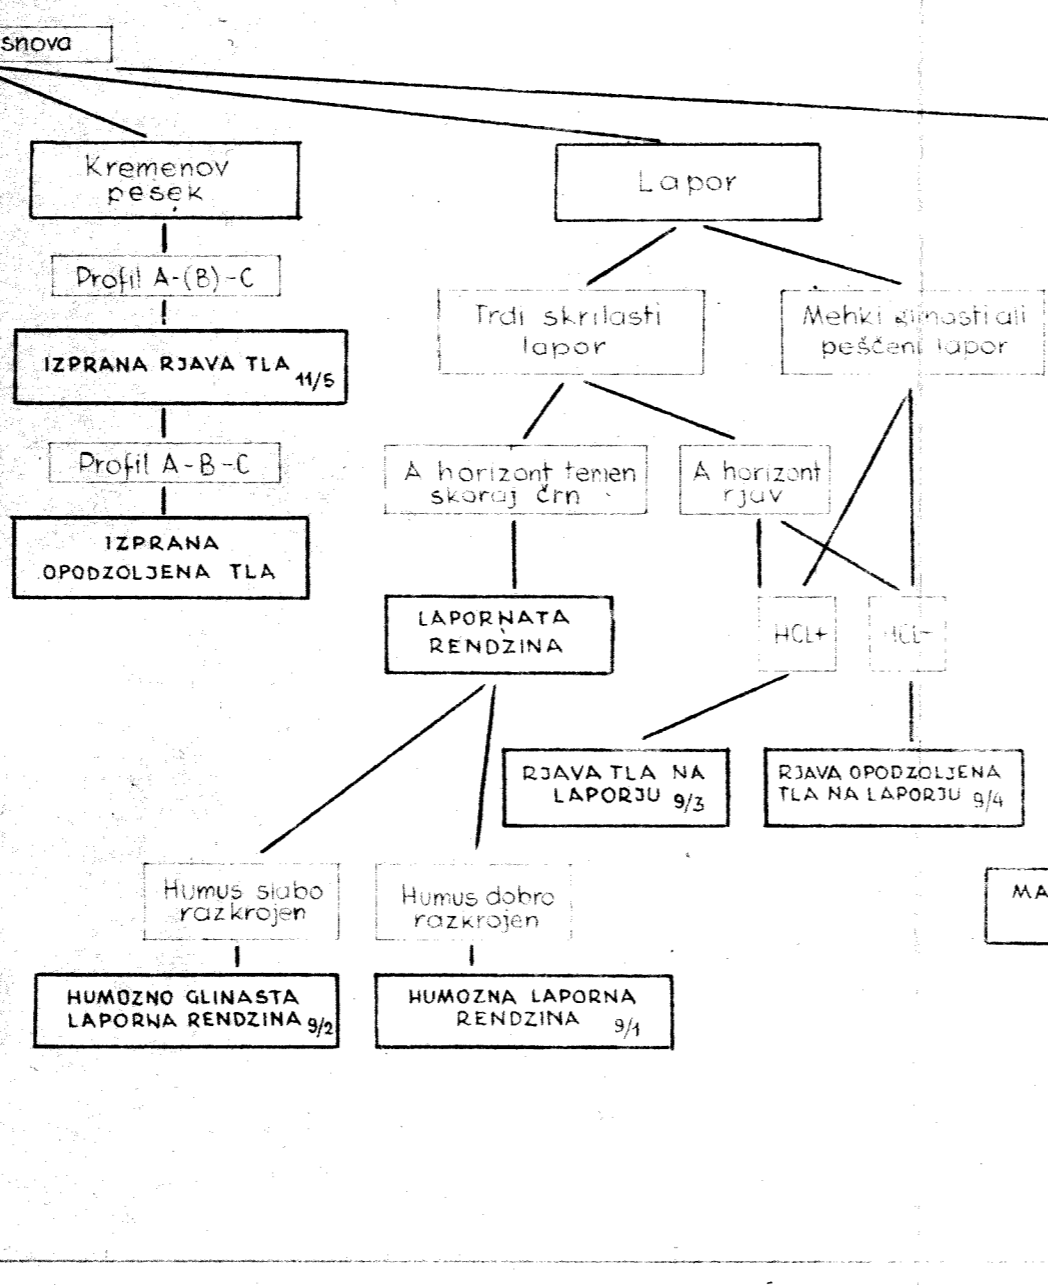 snova
Kremenov
pesek
Lapor
Profil A-(B)-C
Trdi skrilasti
lapor
Mehki glinasti ali
peščeni lapor
IZPRANA RJAVA TLA 11/5
Profil A-B-C
A horizont temen
skoraj črn
A horizont
rjav
IZPRANA
OPODZOLJENA TLA
LAPORNATA
RENDZINA
HCL+
HCL-
RJAVA TLA NA
LAPORJU 9/3
RJAVA OPODZOLJENA
TLA NA LAPORJU 9/4
Humus slabo
razkrojen
Humus dobro
razkrojen
MA
HUMOZNO GLINASTA
LAPORNA RENDZINA 9/2
HUMOZNA LAPORNA
RENDZINA 9/1